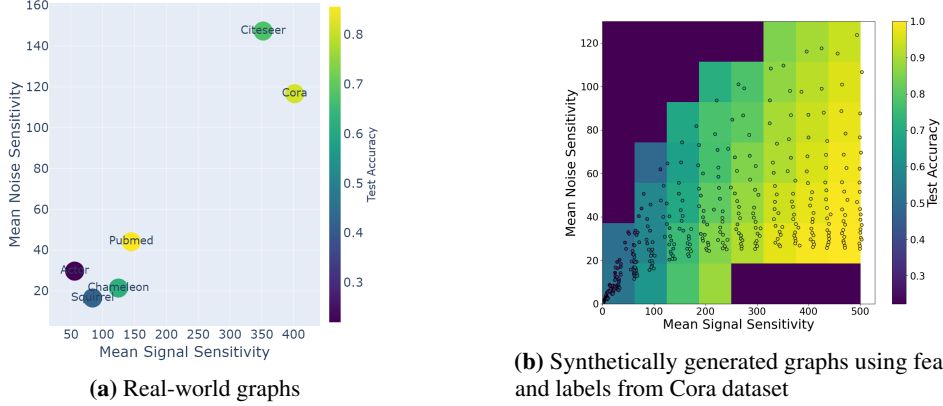 160
140
120
100
80
60
40
20
Mean Noise Sensitivity
Citeseer
Cora
Pubmed
Actor
Chameleon
Squirrel
50 100 150 200 250 300 350 400
Mean Signal Sensitivity
0.8
0.7
0.6
0.5
0.4
0.3
Test Accuracy
(a) Real-world graphs
120
100
80
60
40
20
0
Mean Noise Sensitivity
0 100 200 300 400 500
Mean Signal Sensitivity
1.0
0.9
0.8
0.7
0.6
0.5
0.4
0.3
Test Accuracy
(b) Synthetically generated graphs using fea
and labels from Cora dataset